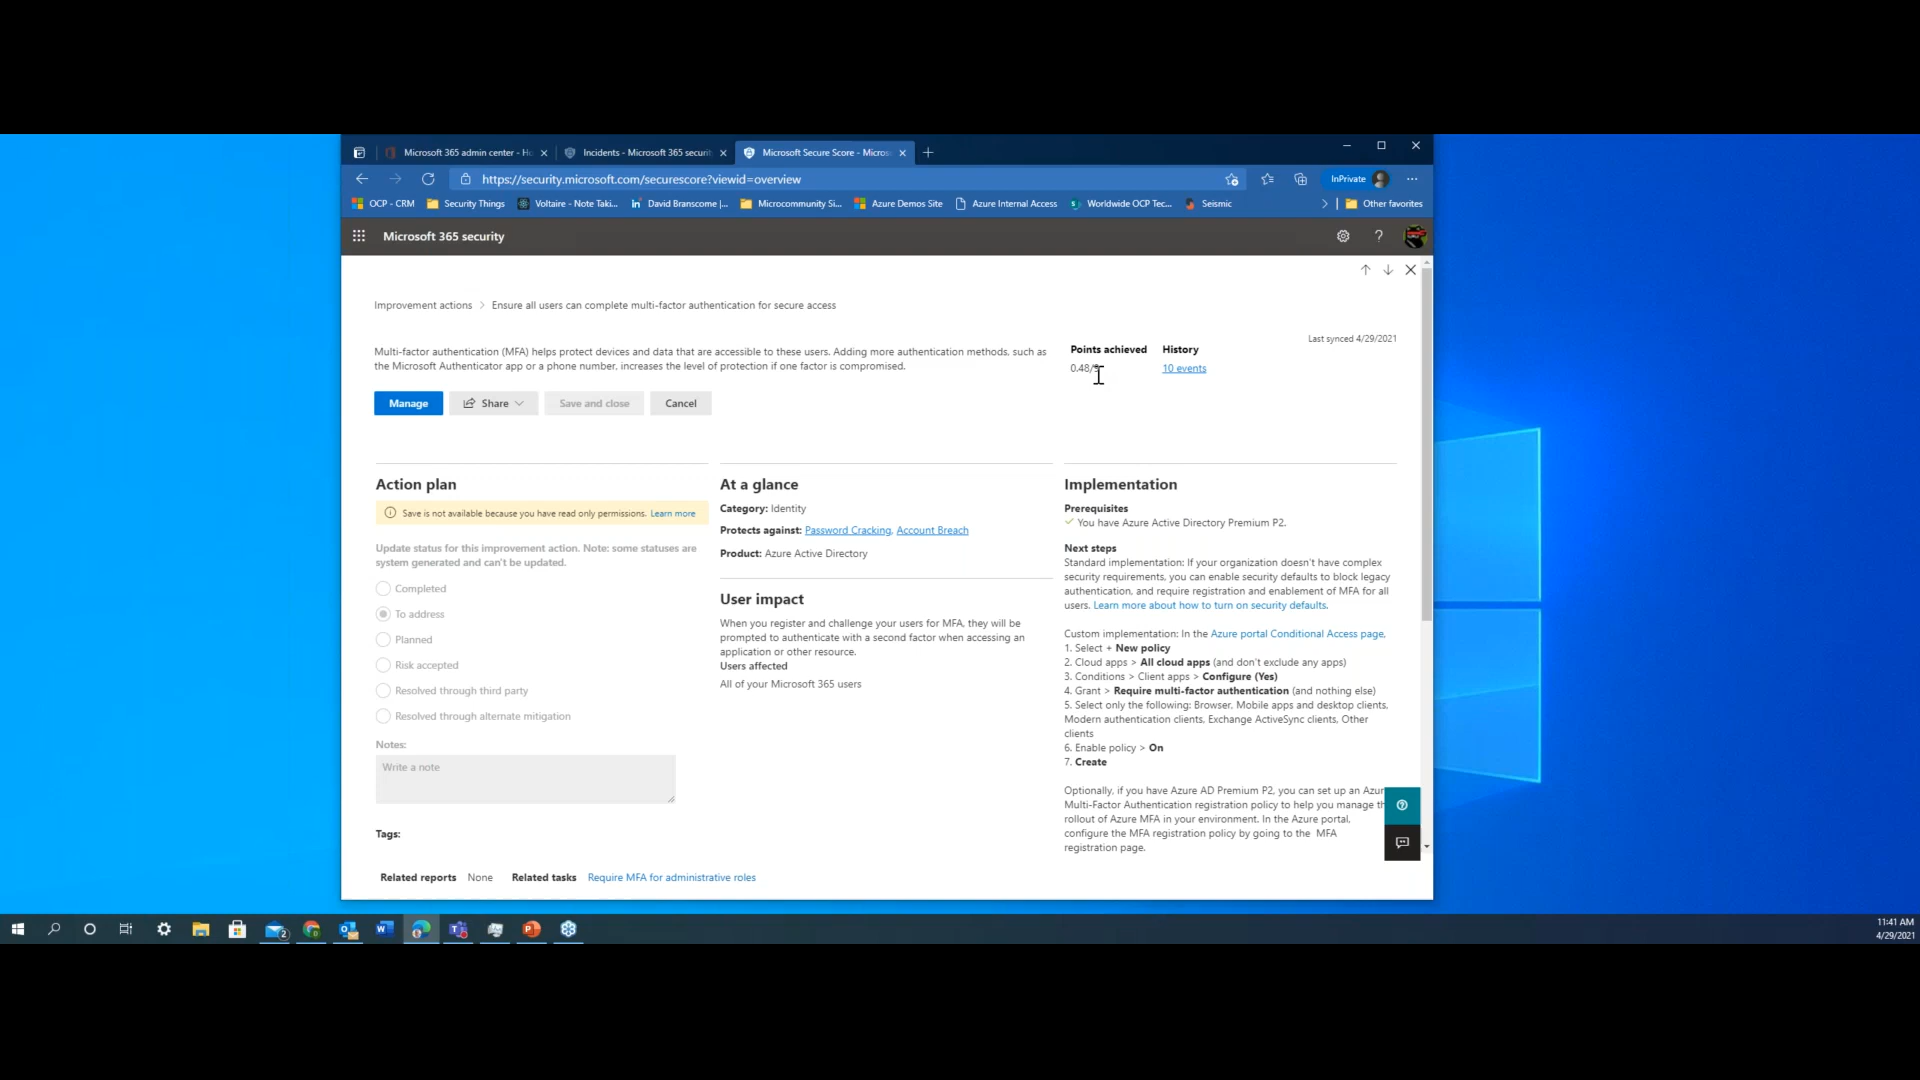 Microsoft 365 admin center - Ho
Incidents - Microsoft 365 securit
Microsoft Secure Score - Micros
https://security.microsoft.com/securescore?viewid=overview
InPrivate
OCP - CRM
Security Things
Voltaire - Note Taki...
David Branscome |...
Microcommunity Si...
Azure Demos Site
Azure Internal Access
Worldwide OCP Tec...
Seismic
Other favorites
Microsoft 365 security
Improvement actions > Ensure all users can complete multi-factor authentication for secure access
Last synced 4/29/2021
Multi-factor authentication (MFA) helps protect devices and data that are accessible to these users. Adding more authentication methods, such as
the Microsoft Authenticator app or a phone number, increases the level of protection if one factor is compromised.
Points achieved
0.48/
History
10 events
Manage
Share
Save and close
Cancel
Action plan
Save is not available because you have read only permissions. Learn more
Update status for this improvement action. Note: some statuses are
system generated and can't be updated.
Completed
To address
Planned
Risk accepted
Resolved through third party
Resolved through alternate mitigation
Notes:
Write a note
Tags:
At a glance
Category: Identity
Protects against: Password Cracking, Account Breach
Product: Azure Active Directory
User impact
When you register and challenge your users for MFA, they will be
prompted to authenticate with a second factor when accessing an
application or other resource.
Users affected
All of your Microsoft 365 users
Implementation
Prerequisites
You have Azure Active Directory Premium P2.
Next steps
Standard implementation: If your organization doesn't have complex
security requirements, you can enable security defaults to block legacy
authentication, and require registration and enablement of MFA for all
users. Learn more about how to turn on security defaults.
Custom implementation: In the Azure portal Conditional Access page,
1. Select + New policy
2. Cloud apps > All cloud apps (and don't exclude any apps)
3. Conditions > Client apps > Configure (Yes)
4. Grant > Require multi-factor authentication (and nothing else)
5. Select only the following: Browser, Mobile apps and desktop clients,
Modern authentication clients, Exchange ActiveSync clients, Other
clients
6. Enable policy > On
7. Create
Optionally, if you have Azure AD Premium P2, you can set up an Azur
Multi-Factor Authentication registration policy to help you manage th
rollout of Azure MFA in your environment. In the Azure portal,
configure the MFA registration policy by going to the MFA
registration page.
Related reports None Related tasks Require MFA for administrative roles
11:41 AM
4/29/2021